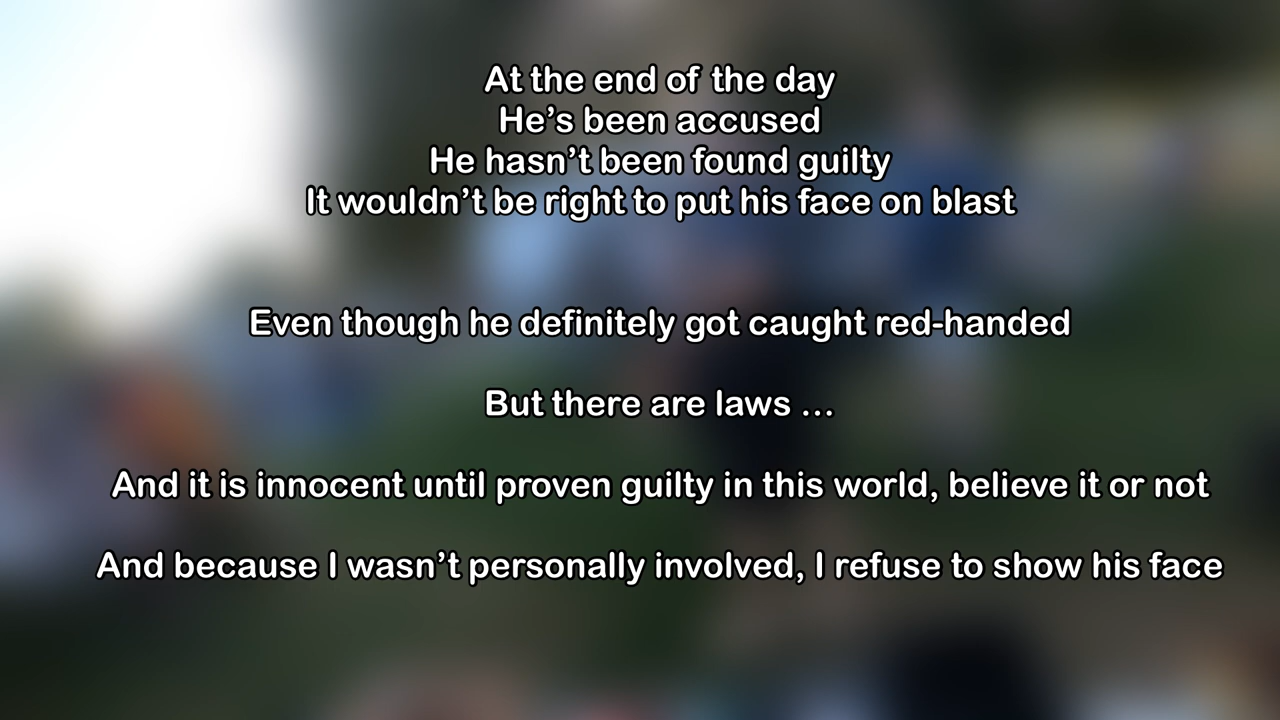 At the end of the day
He’s been accused
He hasn’t been found guilty
It wouldn’t be right to put his face on blast
Even though he definitely got caught red-handed
But there are laws …
And it is innocent until proven guilty in this world, believe it or not
And because I wasn’t personally involved, I refuse to show his face